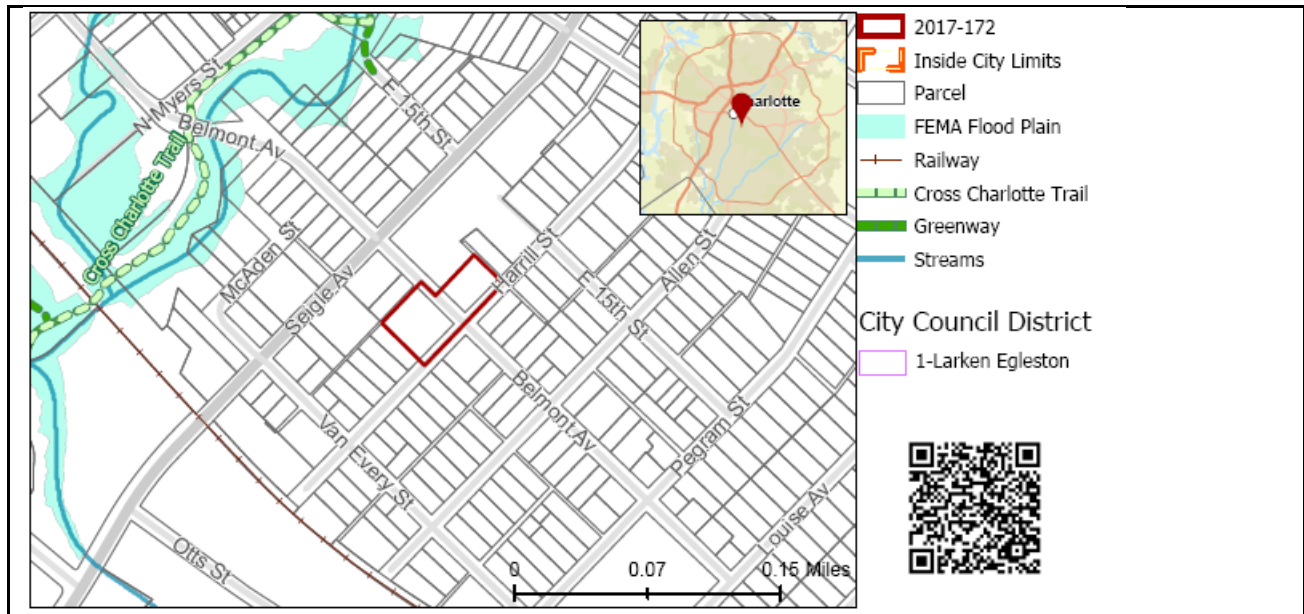 N-Myers St
Belmont Av
E 15th St
Cross Charlotte Trail
McAden St
Seigle Av
Harrill St
Allen St
E 15th St
Belmont Av
Pegram St
Van Every St
Otts St
ouise Av
harlotte
0 0.07 0.15 Miles
2017-172
Inside City Limits
Parcel
FEMA Flood Plain
Railway
Cross Charlotte Trail
Greenway
Streams
City Council District
1-Larken Egleston